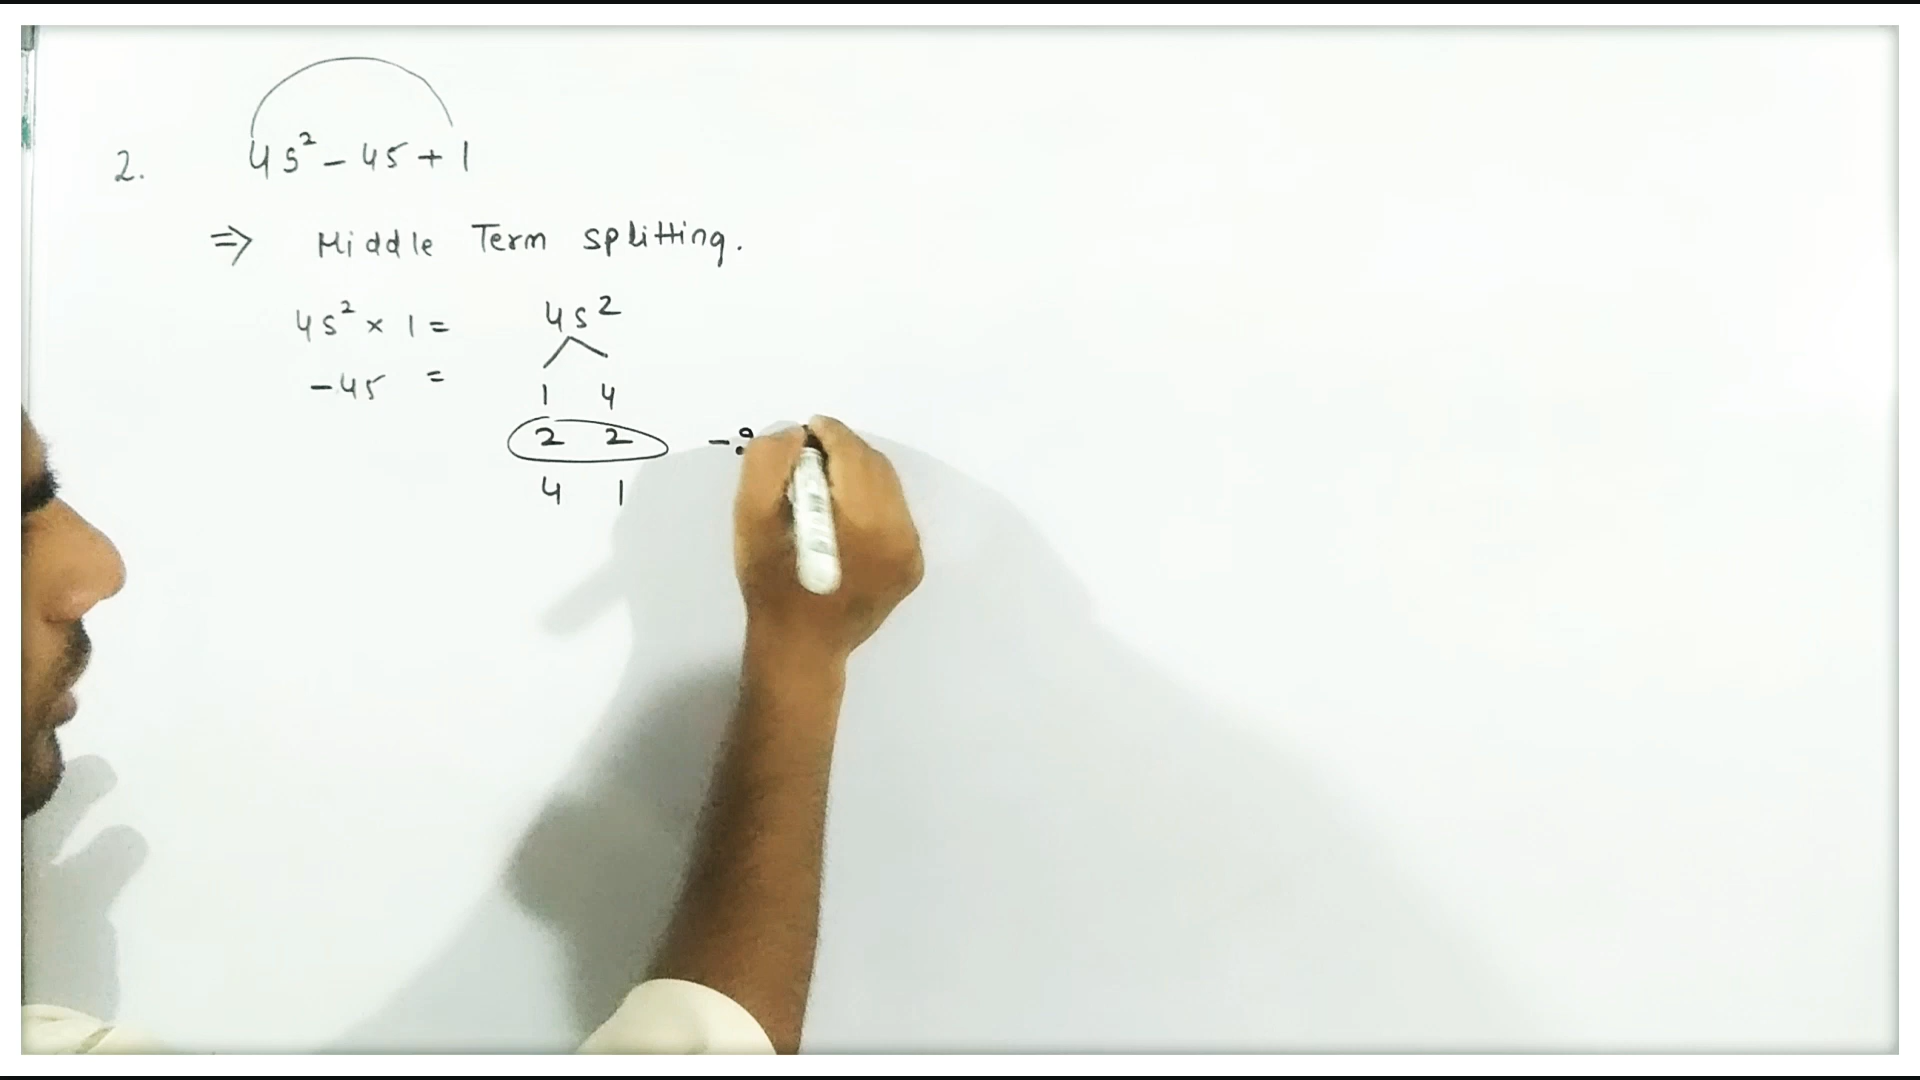 2. 4s² - 4s + 1
⇒ Middle Term splitting.
4s² × 1 = 4s²
-4s = 1 4
2 2 -
4 1